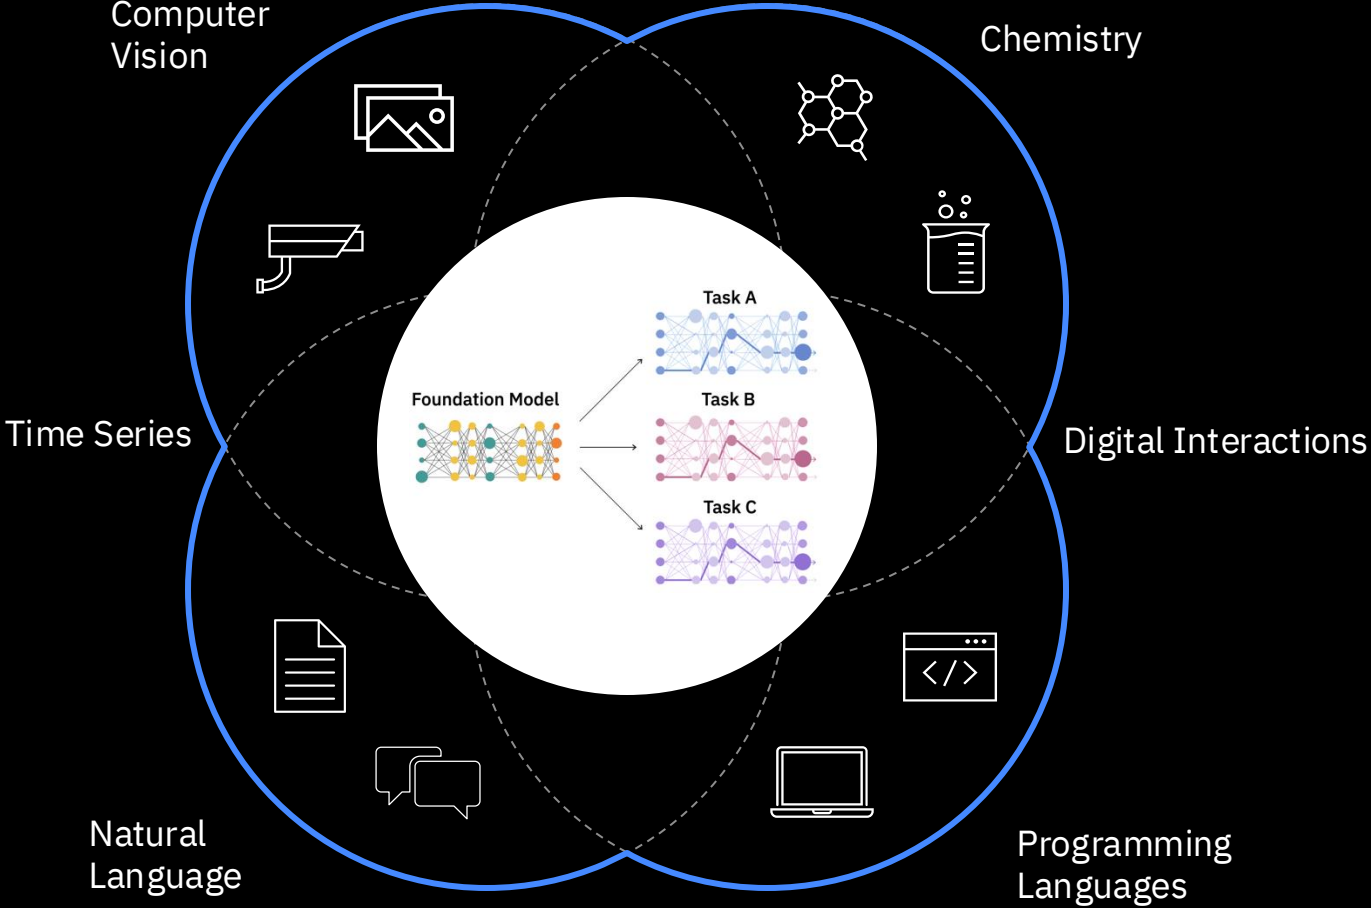 Computer
Vision
Chemistry
Task A
Foundation Model
Task B
Time Series
Digital Interactions
Task C
</>
Natural
Language
Programming
Languages